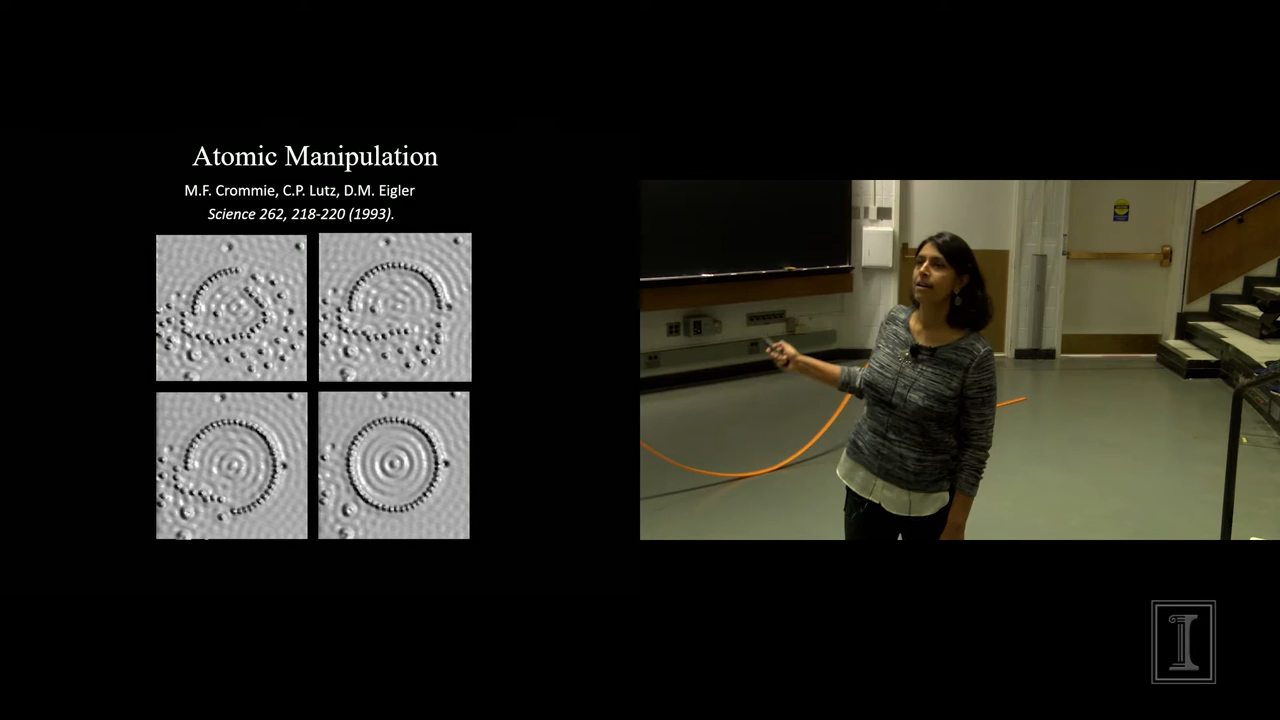 Atomic Manipulation
M.F. Crommie, C.P. Lutz, D.M. Eigler
Science 262, 218-220 (1993).